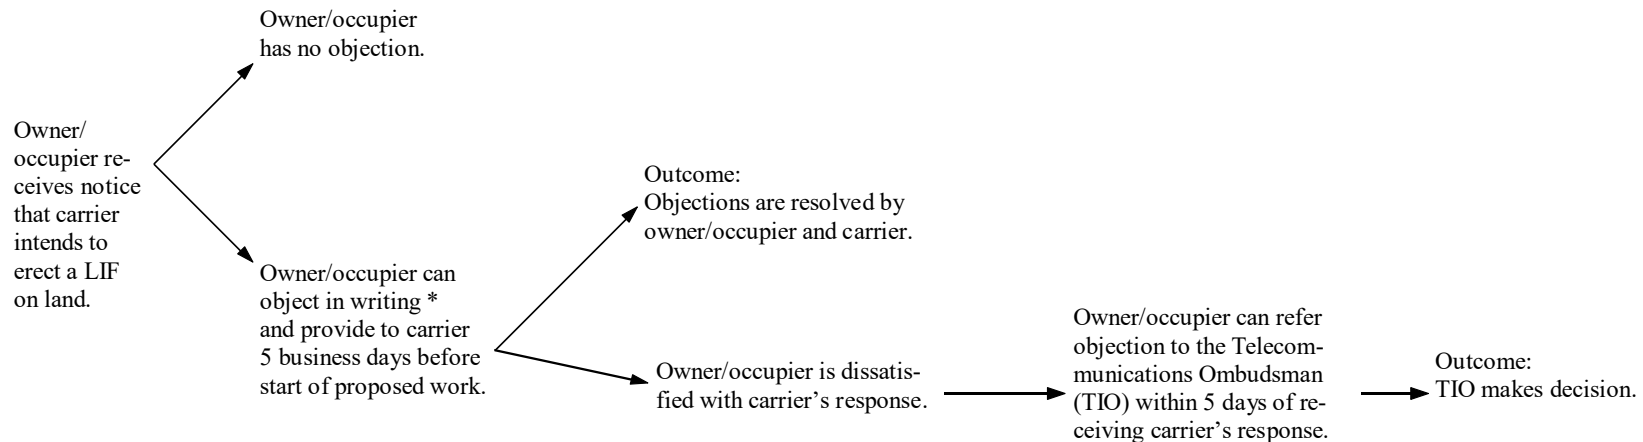 Owner/occupier
has no objection.
Owner/
occupier re-
ceives notice
that carrier
intends to
erect a LIF
on land.
Owner/occupier can
object in writing *
and provide to carrier
5 business days before
start of proposed work.
Outcome:
Objections are resolved by
owner/occupier and carrier.
Owner/occupier is dissatis-
fied with carrier’s response.
Owner/occupier can refer
objection to the Telecom-
munications Ombudsman
(TIO) within 5 days of re-
ceiving carrier’s response.
Outcome:
TIO makes decision.